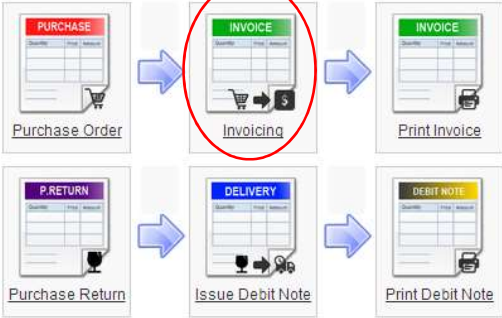 PURCHASE
Quantity Price Amount
INVOICE
Quantity Price Amount
$
INVOICE
Quantity Price Amount
Purchase Order
Invoicing
Print Invoice
P.RETURN
Quantity Price Amount
DELIVERY
Quantity Price Amount
DEBIT NOTE
Quantity Price Amount
Purchase Return
Issue Debit Note
Print Debit Note